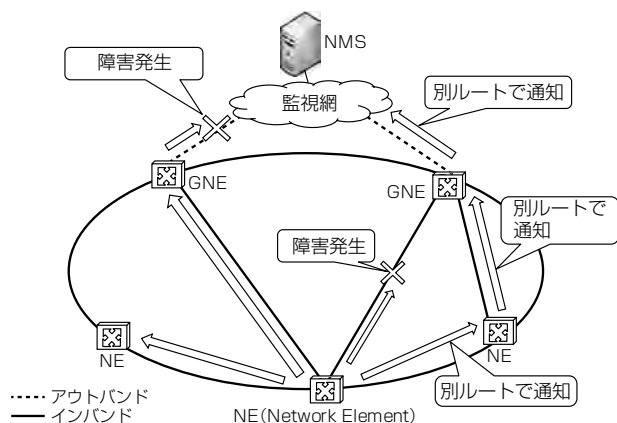 NMS
障害発生
監視網
別ルートで通知
GNE
GNE
別ルートで
通知
障害発生
NE
NE
別ルートで通知
アウトバンド
インバンド
NE(Network Element)